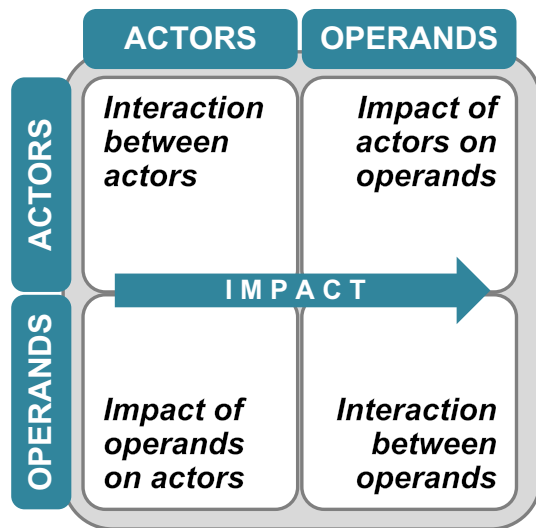 ACTORS
OPERANDS
ACTORS
Interaction
between
actors
Impact of
actors on
operands
IMPACT
OPERANDS
Impact of
operands
on actors
Interaction
between
operands